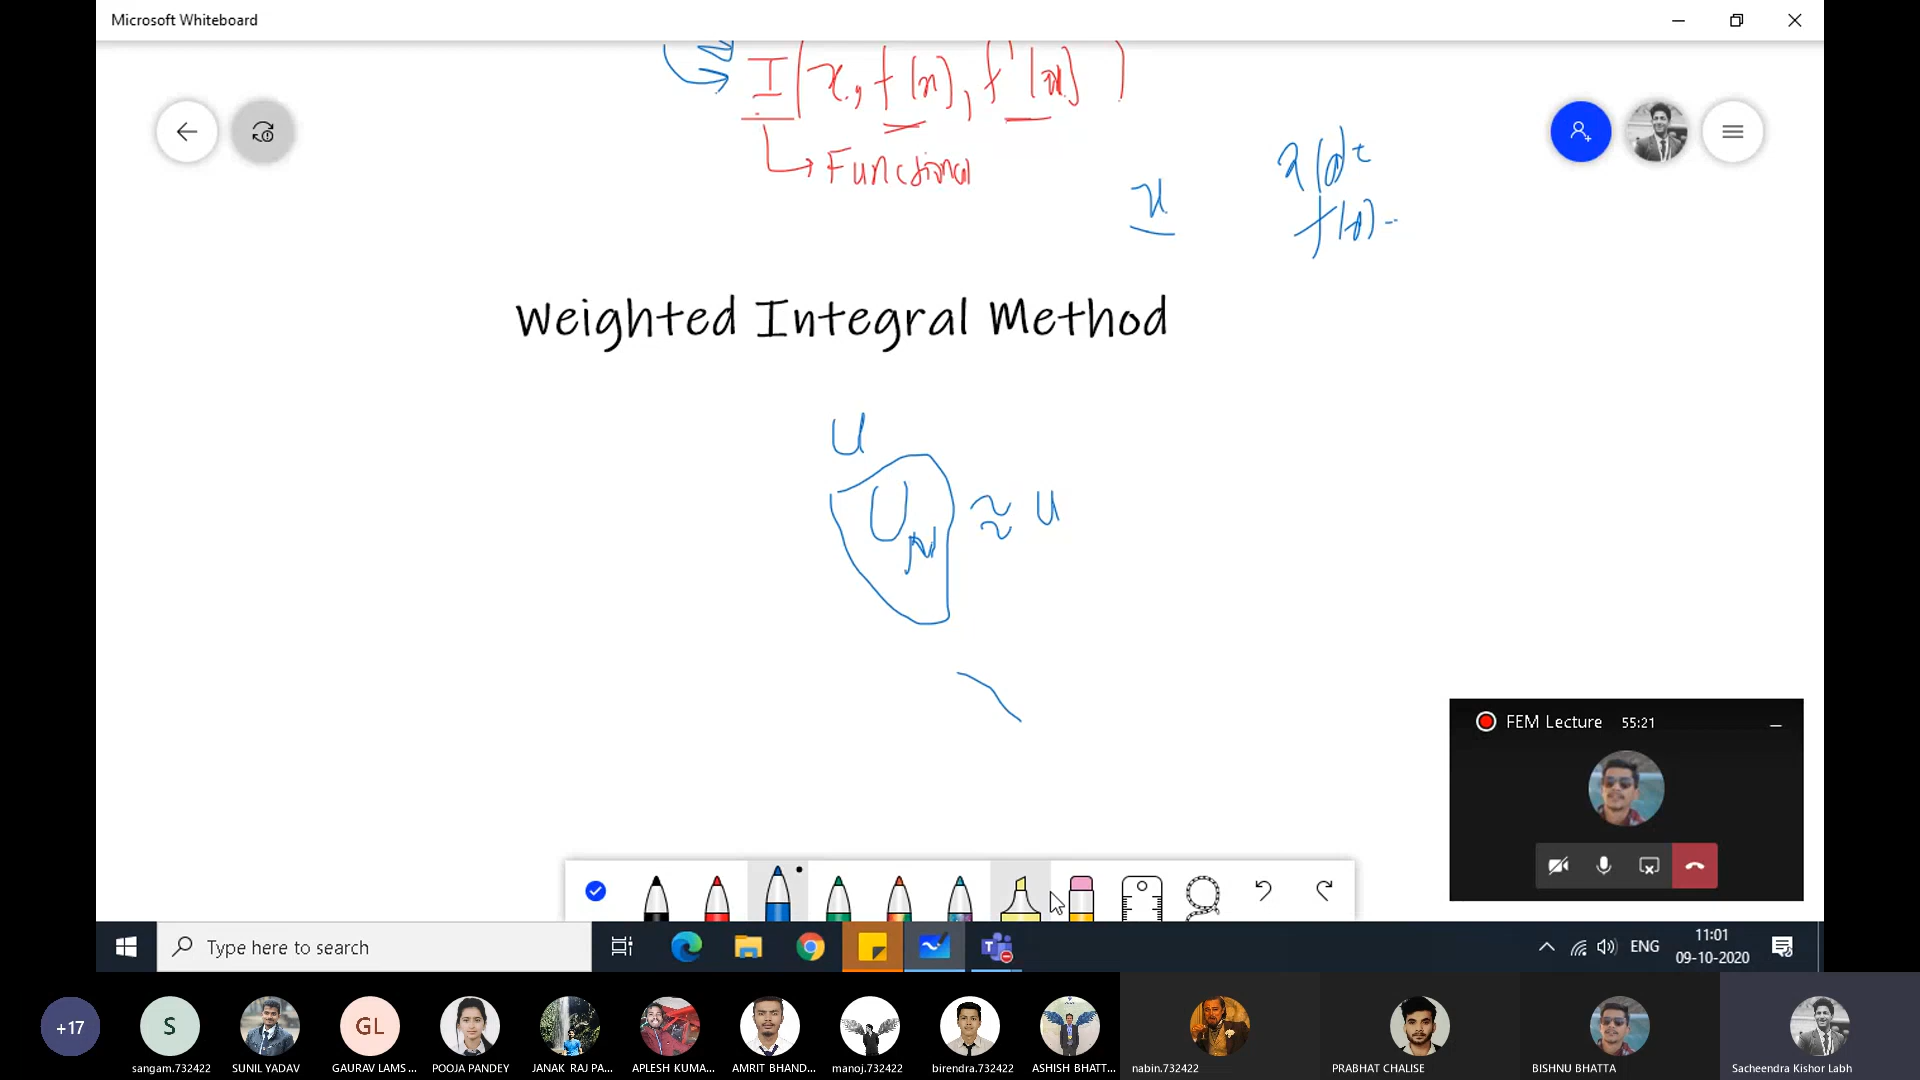 Microsoft Whiteboard
I(x, f(x), f'(x))
Functional
x
f(x) -
Weighted Integral Method
U
U_N ≈ u
FEM Lecture 55:21
Type here to search
ENG
11:01
09-10-2020
+17
S
GL
sangam.732422
SUNIL YADAV
GAURAV LAMS ...
POOJA PANDEY
JANAK RAJ PA...
APLESH KUMA...
AMRIT BHAND...
manoj.732422
birendra.732422
ASHISH BHATT...
nabin.732422
PRABHAT CHALISE
BISHNU BHATTA
Sacheendra Kishor Labh